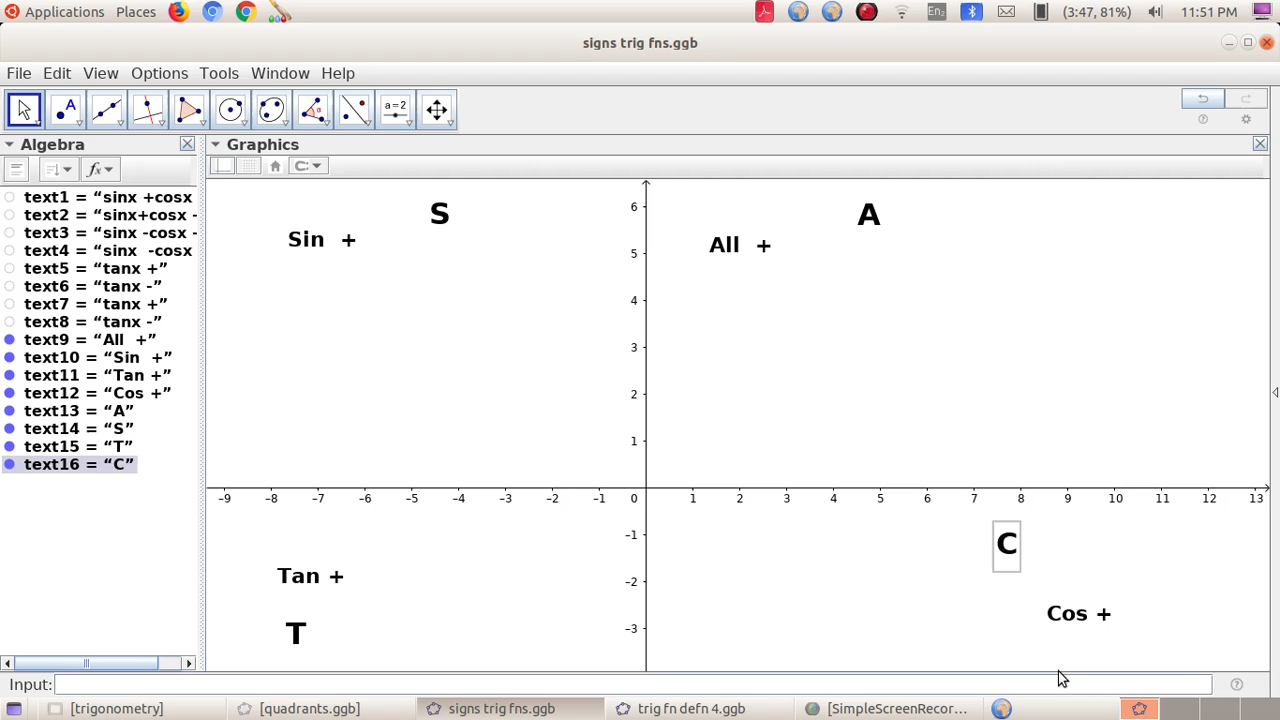 Applications Places En₂ (3:47, 81%) 11:51 PM
signs trig fns.ggb
File Edit View Options Tools Window Help
A α a=2
Algebra
Graphics
fx
text1 = “sinx +cosx
text2 = “sinx+cosx -
text3 = “sinx -cosx -
text4 = “sinx  -cosx
text5 = “tanx +”
text6 = “tanx -”
text7 = “tanx +”
text8 = “tanx -”
text9 = “All  +”
text10 = “Sin  +”
text11 = “Tan +”
text12 = “Cos +”
text13 = “A”
text14 = “S”
text15 = “T”
text16 = “C”
S
A
Sin  +
All  +
6
5
4
3
2
1
–9 –8 –7 –6 –5 –4 –3 –2 –1 0 1 2 3 4 5 6 7 8 9 10 11 12 13
–1
–2
–3
C
Tan +
Cos +
T
Input:
[trigonometry] [quadrants.ggb] signs trig fns.ggb trig fn defn 4.ggb [SimpleScreenRecor...